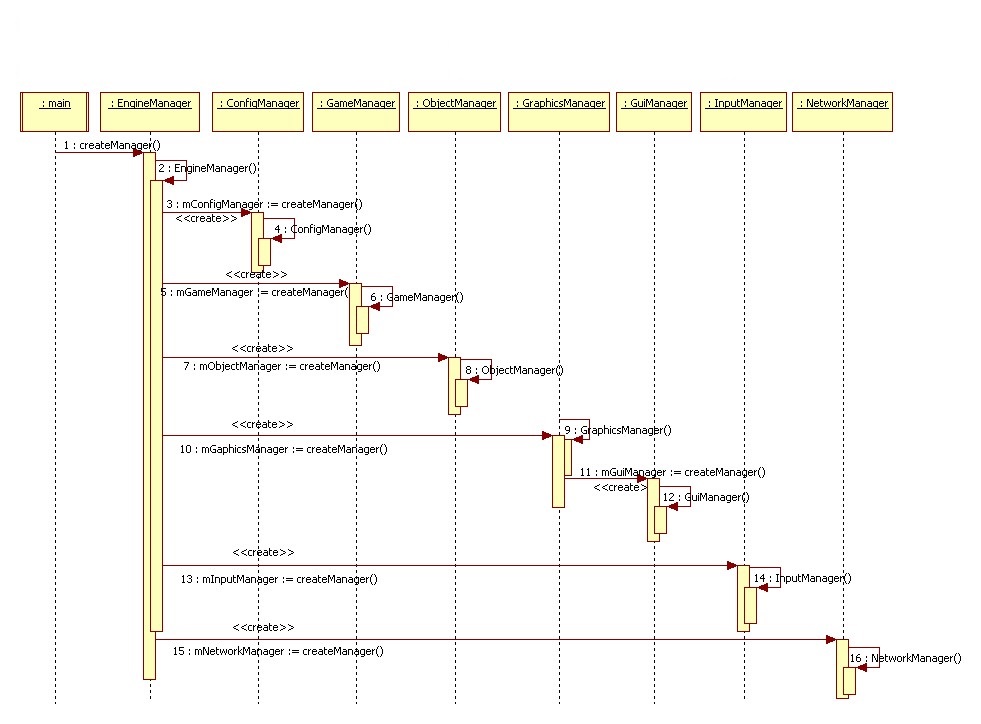 : main
: EngineManager
: ConfigManager
: GameManager
: ObjectManager
: GraphicsManager
: GuiManager
: InputManager
: NetworkManager
1 : createManager()
2 : EngineManager()
3 : mConfigManager := createManager()
<<create>>
4 : ConfigManager()
<<create>>
5 : mGameManager := createManager(
6 : GameManager()
<<create>>
7 : mObjectManager := createManager()
8 : ObjectManager()
<<create>>
9 : GraphicsManager()
10 : mGaphicsManager := createManager()
11 : mGuiManager := createManager()
<<create>
12 : GuiManager()
<<create>>
13 : mInputManager := createManager()
14 : InputManager()
<<create>>
15 : mNetworkManager := createManager()
16 : NetworkManager()